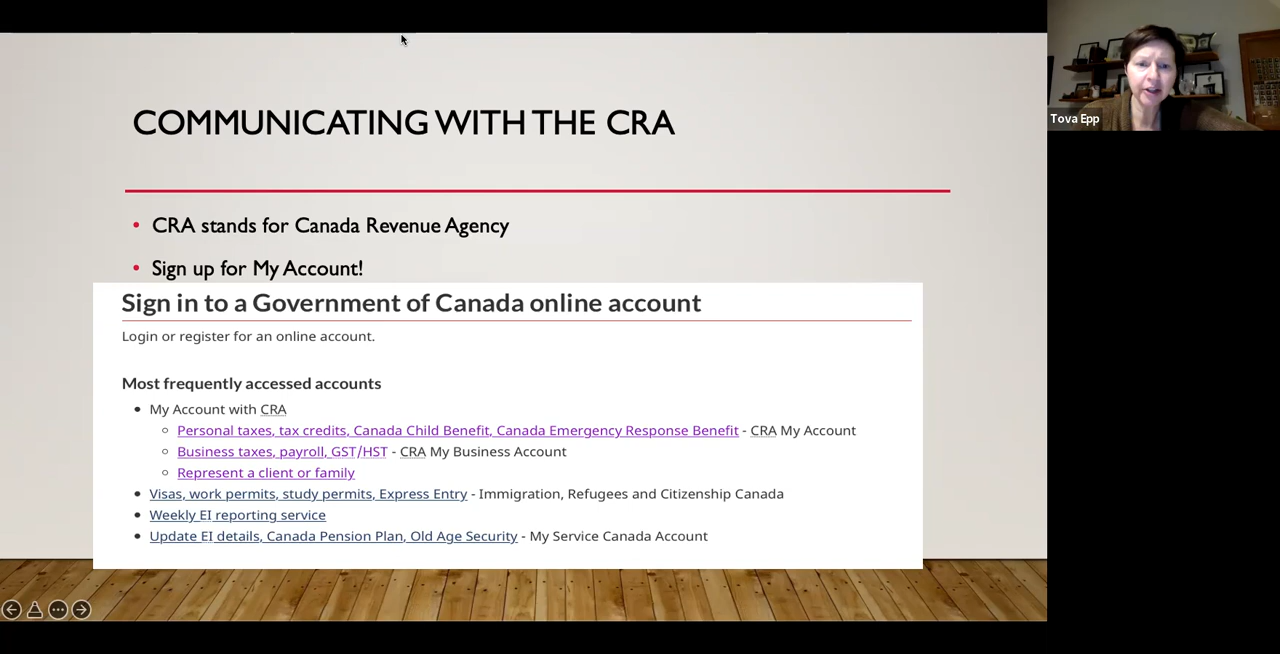 COMMUNICATING WITH THE CRA
• CRA stands for Canada Revenue Agency
• Sign up for My Account!
Sign in to a Government of Canada online account
Login or register for an online account.
Most frequently accessed accounts
• My Account with CRA
○ Personal taxes, tax credits, Canada Child Benefit, Canada Emergency Response Benefit - CRA My Account
○ Business taxes, payroll, GST/HST - CRA My Business Account
○ Represent a client or family
• Visas, work permits, study permits, Express Entry - Immigration, Refugees and Citizenship Canada
• Weekly EI reporting service
• Update EI details, Canada Pension Plan, Old Age Security - My Service Canada Account
Tova Epp